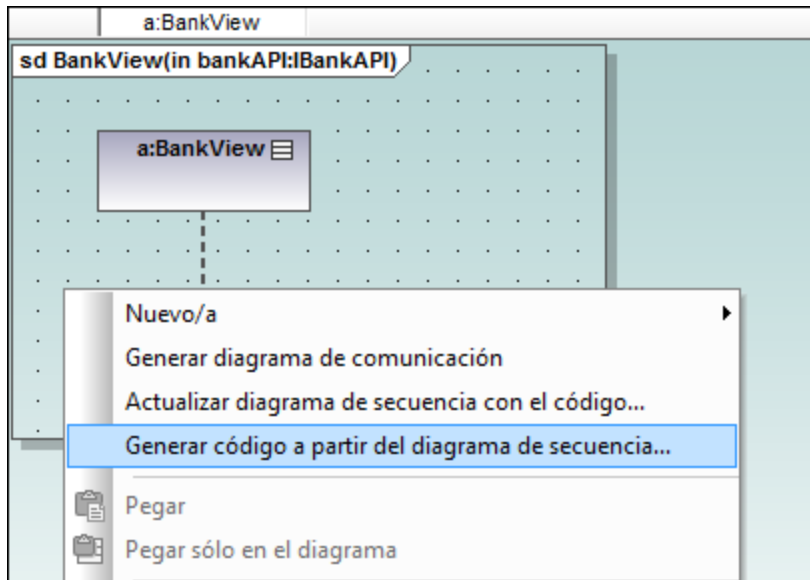 a:BankView
sd BankView(in bankAPI:IBankAPI)
a:BankView
Nuevo/a
Generar diagrama de comunicación
Actualizar diagrama de secuencia con el código...
Generar código a partir del diagrama de secuencia...
Pegar
Pegar sólo en el diagrama